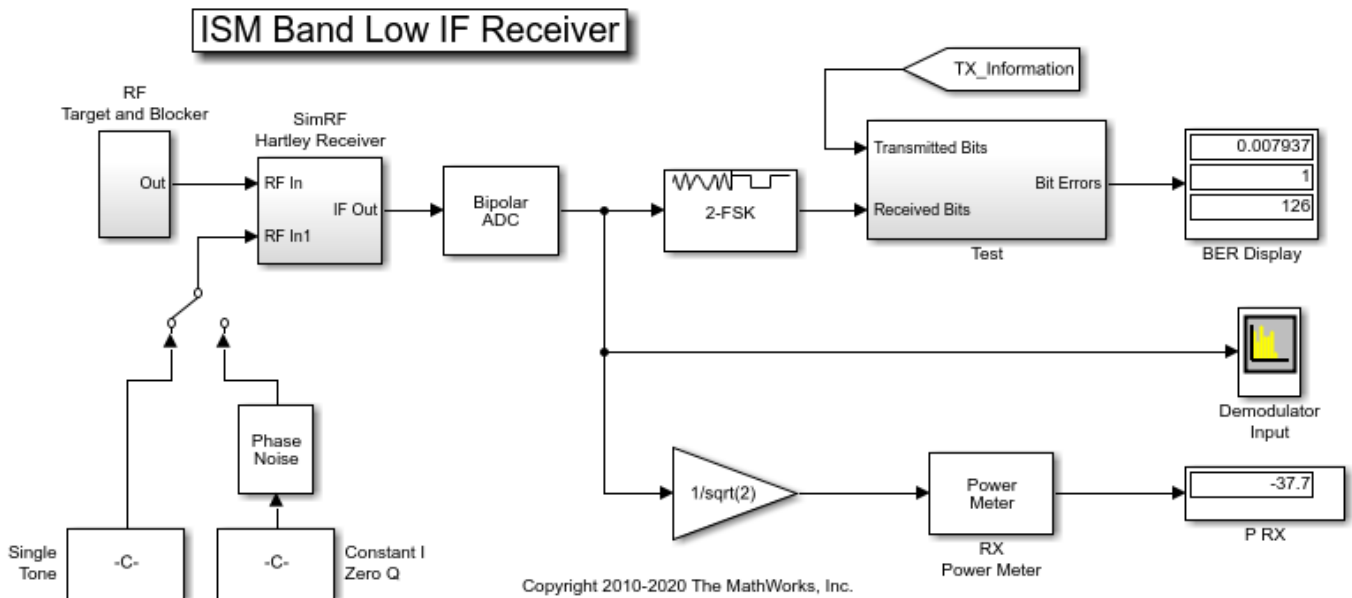 ISM Band Low IF Receiver
TX_Information
RF
Target and Blocker
Out
SimRF
Hartley Receiver
RF In
IF Out
RF In1
Bipolar
ADC
2-FSK
Transmitted Bits
Bit Errors
Received Bits
Test
0.007937
1
126
BER Display
Demodulator
Input
Phase
Noise
1/sqrt(2)
Power
Meter
RX
Power Meter
-37.7
P RX
Single
Tone
-C-
-C-
Constant I
Zero Q
Copyright 2010-2020 The MathWorks, Inc.